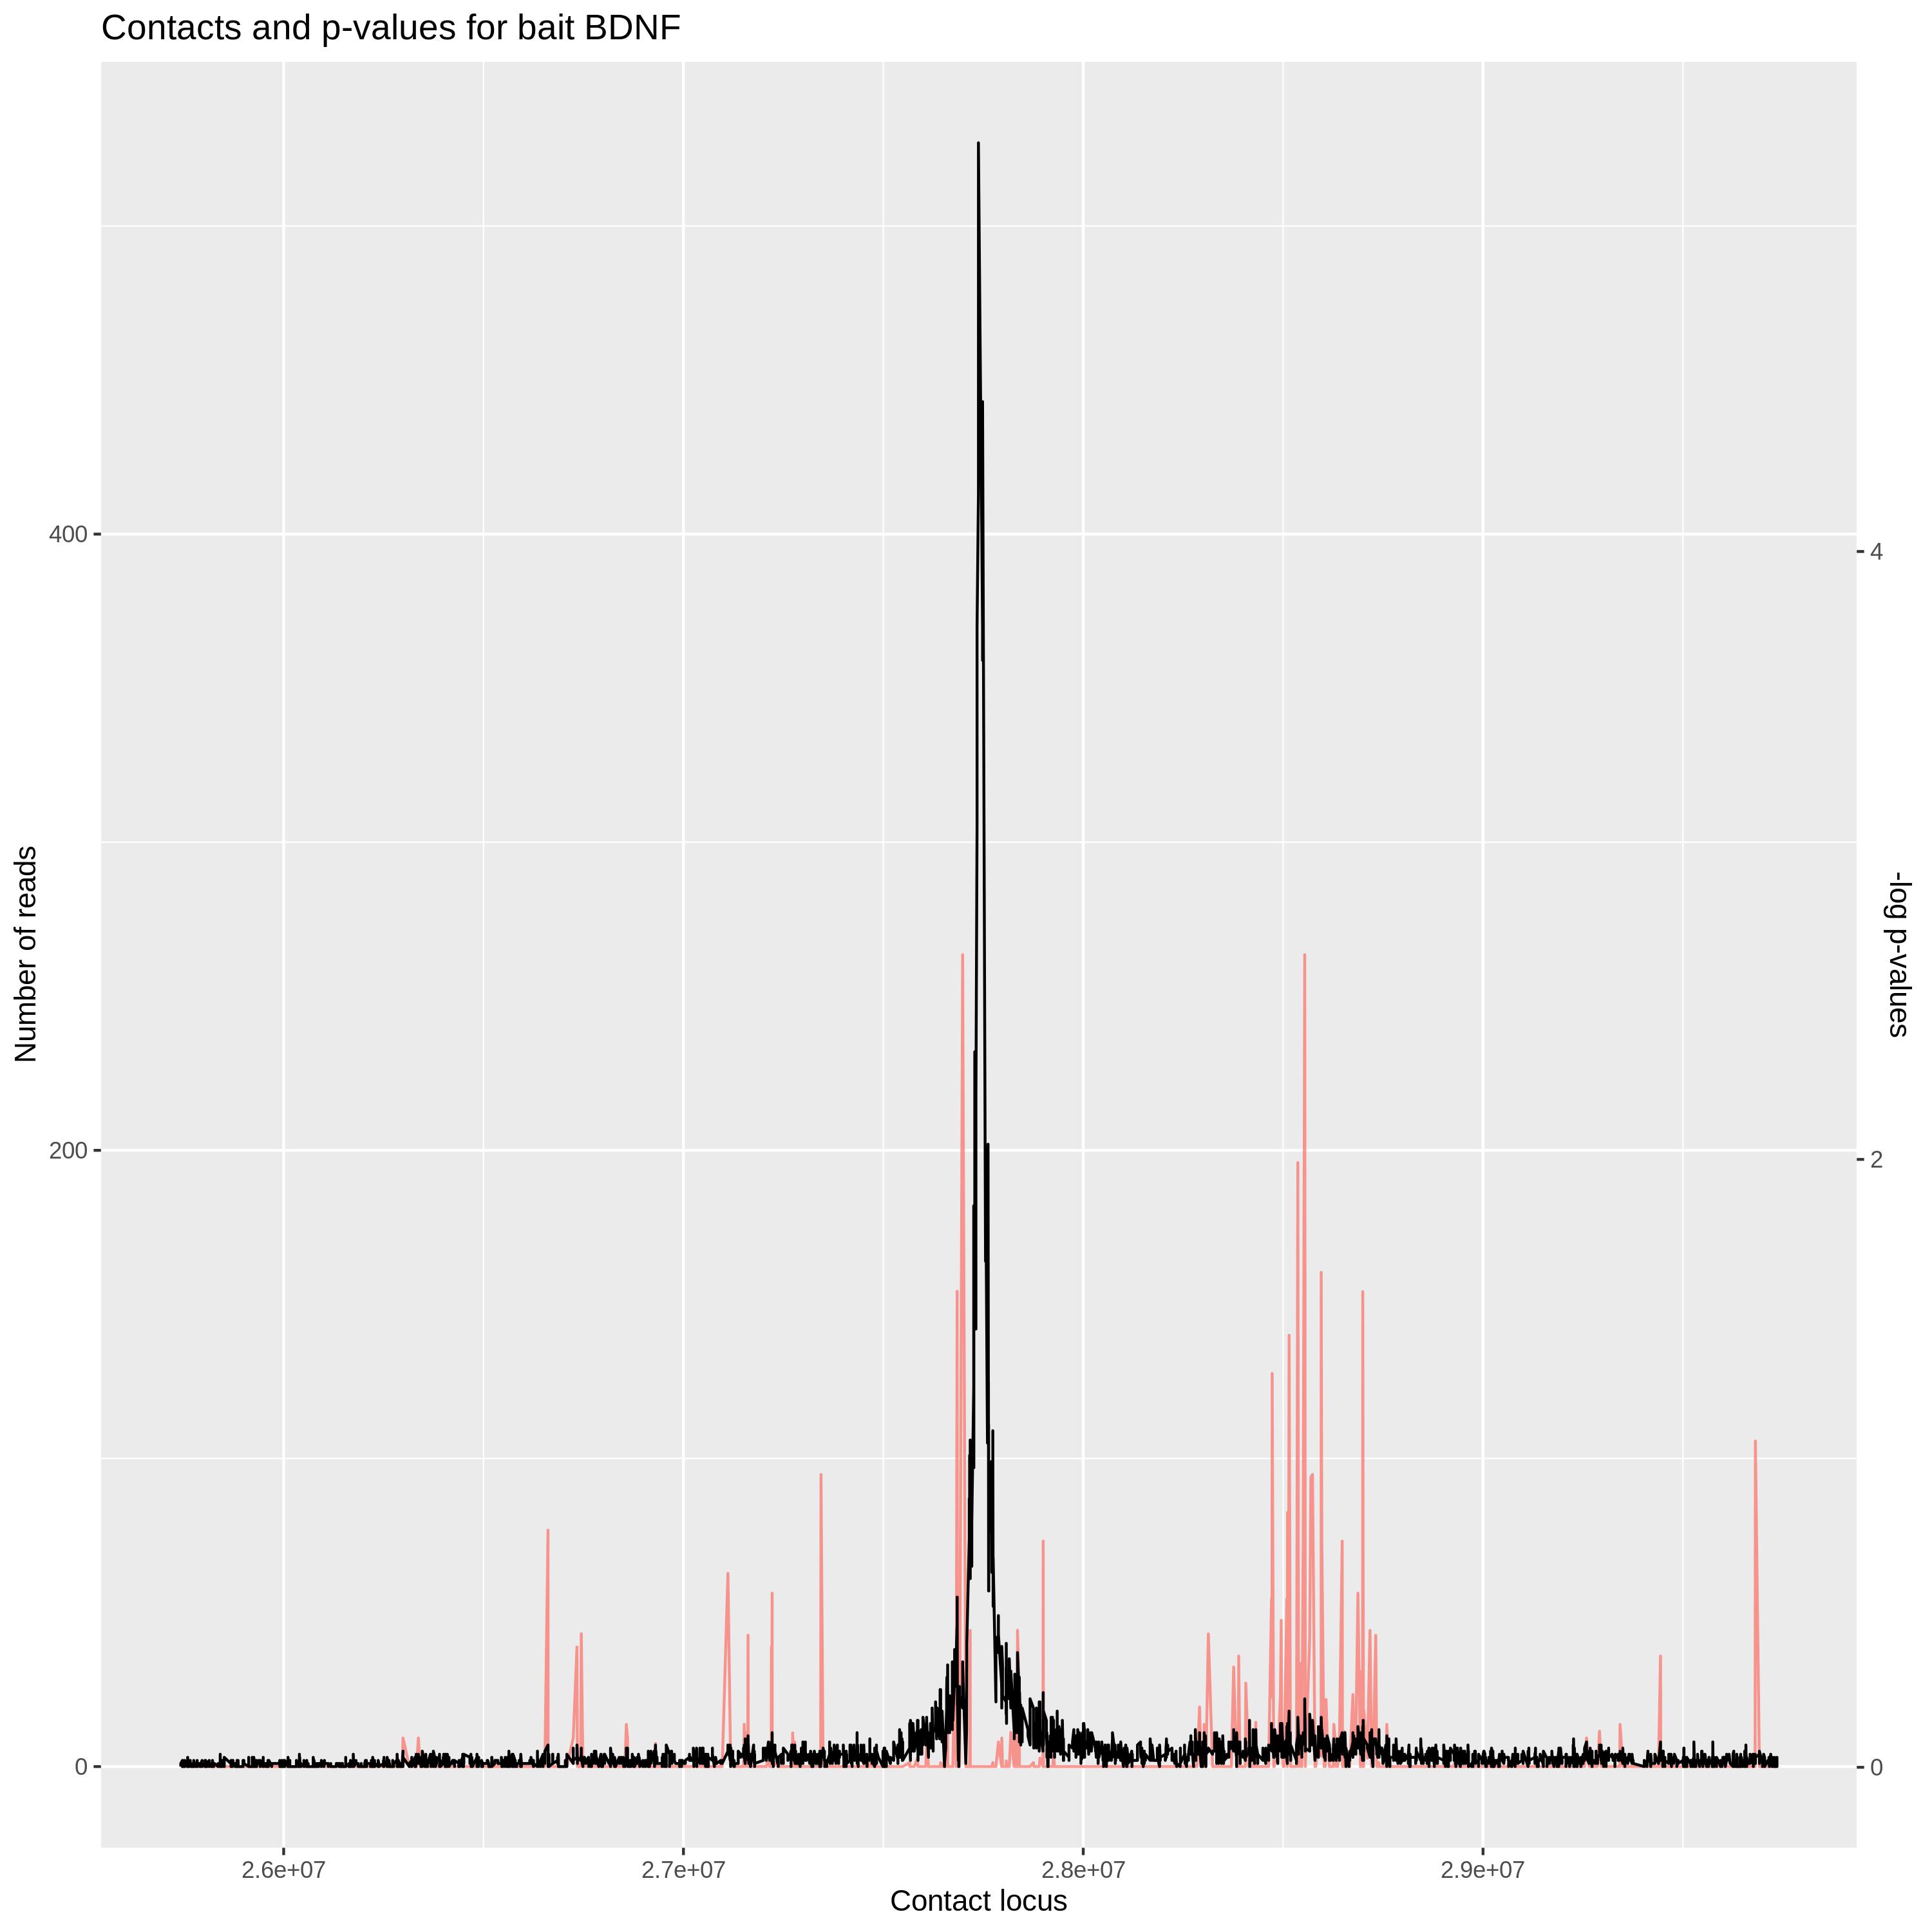 Contacts and p-values for bait BDNF
Number of reads
400
200
0
4
2
0
-log p-values
2.6e+07
2.7e+07
2.8e+07
2.9e+07
Contact locus